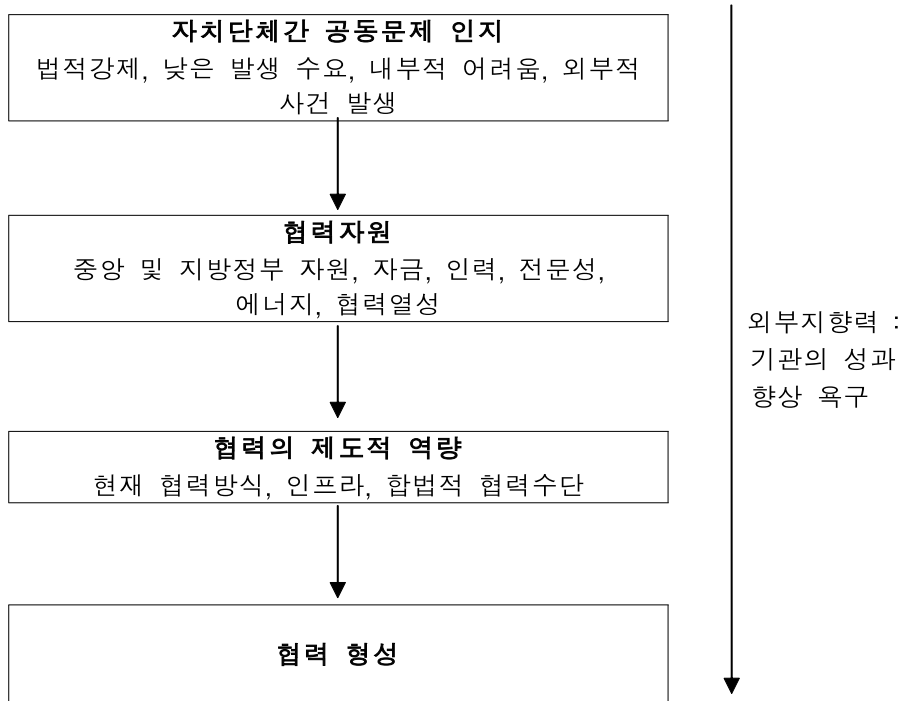 자치단체간 공동문제 인지
법적강제, 낮은 발생 수요, 내부적 어려움, 외부적
사건 발생
협력자원
중앙 및 지방정부 자원, 자금, 인력, 전문성,
에너지, 협력열성
협력의 제도적 역량
현재 협력방식, 인프라, 합법적 협력수단
협력 형성
외부지향력 :
기관의 성과
향상 욕구